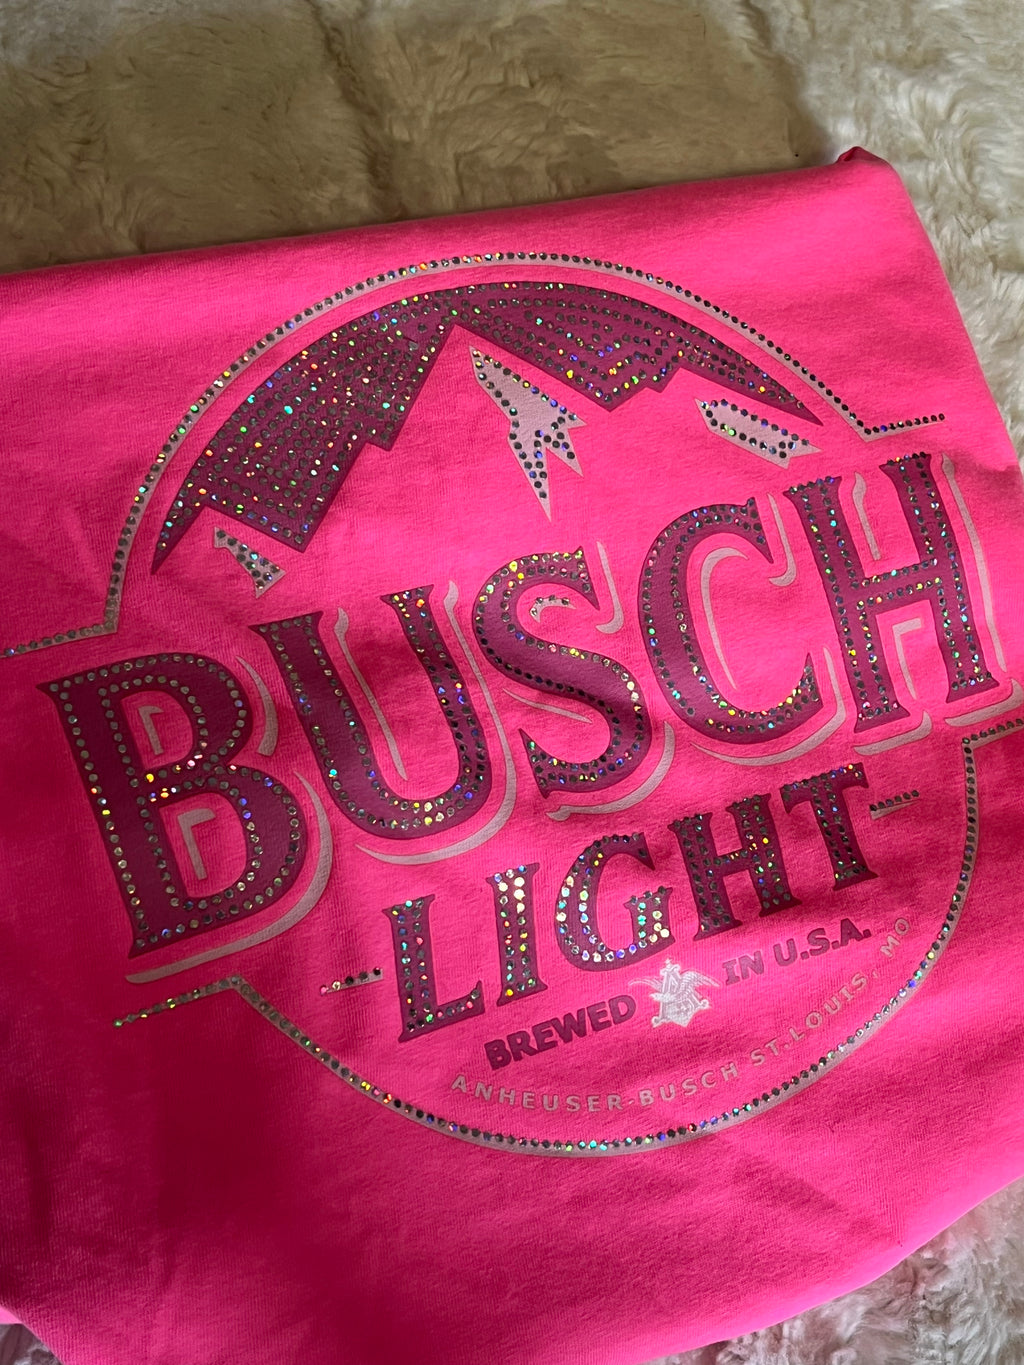 BUSCH
LIGHT
BREWED IN U.S.A.
ANHEUSER-BUSCH ST. LOUIS, MO